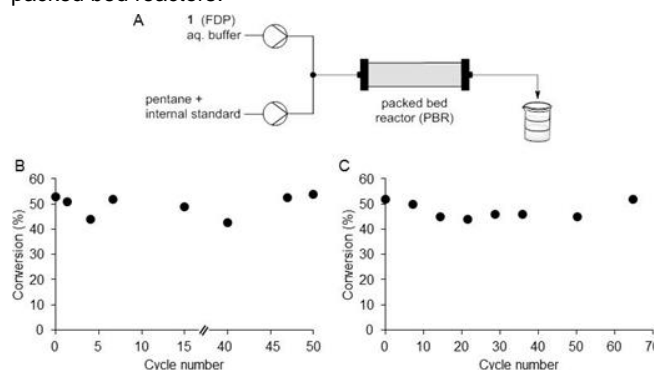 packed bed reactors.
A
1 (FDP)
aq. buffer
pentane +
internal standard
packed bed
reactor (PBR)
B
60
50
40
30
20
10
0
Conversion (%)
0 5 10 15 40 45 50
Cycle number
C
60
50
40
30
20
10
0
Conversion (%)
0 10 20 30 40 50 60 70
Cycle number